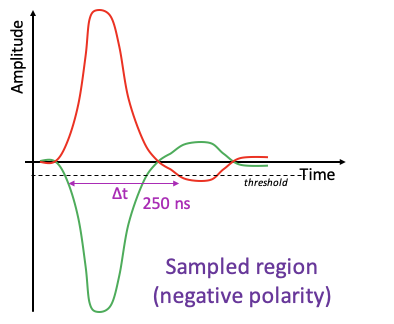 Amplitude
Time
threshold
Δt
250 ns
Sampled region
(negative polarity)